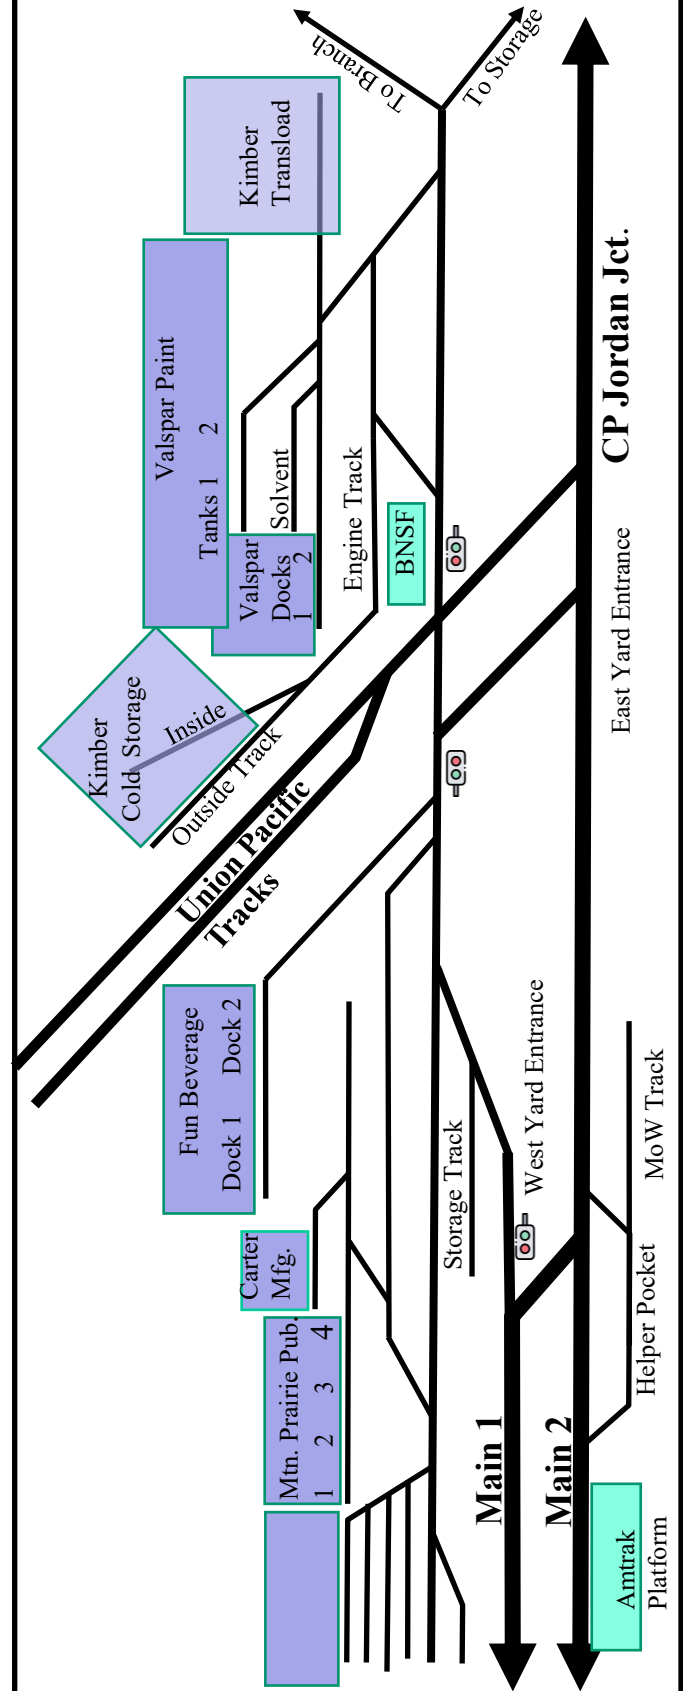 To Branch
To Storage
Kimber
Transload
Valspar Paint
Tanks 1 2
Valspar
Docks
1 2
Solvent
Engine Track
BNSF
CP Jordan Jct.
East Yard Entrance
Kimber
Cold Storage
Inside
Outside Track
Union Pacific
Tracks
Fun Beverage
Dock 1 Dock 2
Carter
Mfg.
Mtn. Prairie Pub.
1 2 3 4
Storage Track
West Yard Entrance
MoW Track
Helper Pocket
Main 1
Main 2
Amtrak
Platform